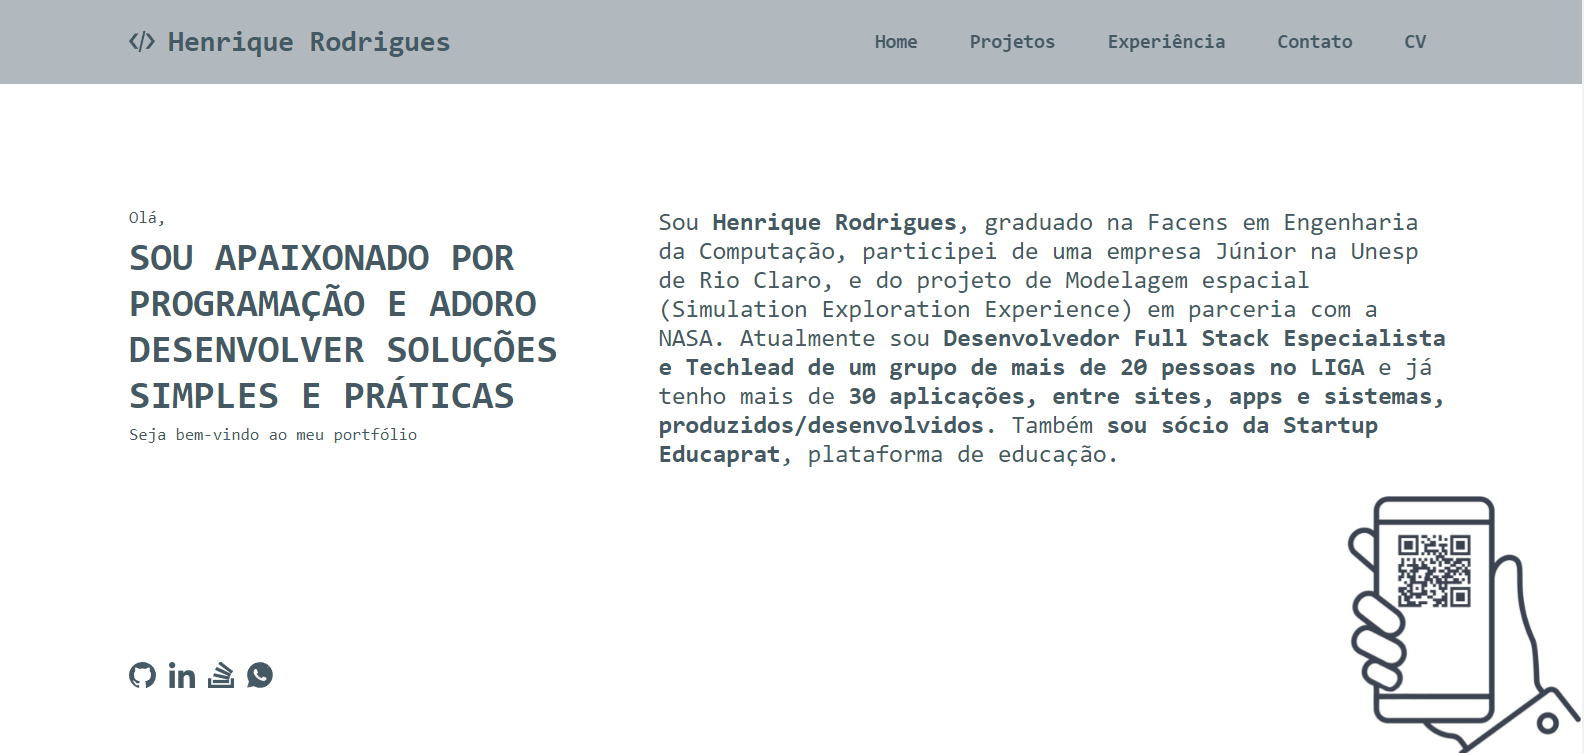 Henrique Rodrigues
Home Projetos Experiência Contato CV
Olá,
SOU APAIXONADO POR
PROGRAMAÇÃO E ADORO
DESENVOLVER SOLUÇÕES
SIMPLES E PRÁTICAS
Seja bem-vindo ao meu portfólio
Sou Henrique Rodrigues, graduado na Facens em Engenharia
da Computação, participei de uma empresa Júnior na Unesp
de Rio Claro, e do projeto de Modelagem espacial
(Simulation Exploration Experience) em parceria com a
NASA. Atualmente sou Desenvolvedor Full Stack Especialista
e Techlead de um grupo de mais de 20 pessoas no LIGA e já
tenho mais de 30 aplicações, entre sites, apps e sistemas,
produzidos/desenvolvidos. Também sou sócio da Startup
Educaprat, plataforma de educação.